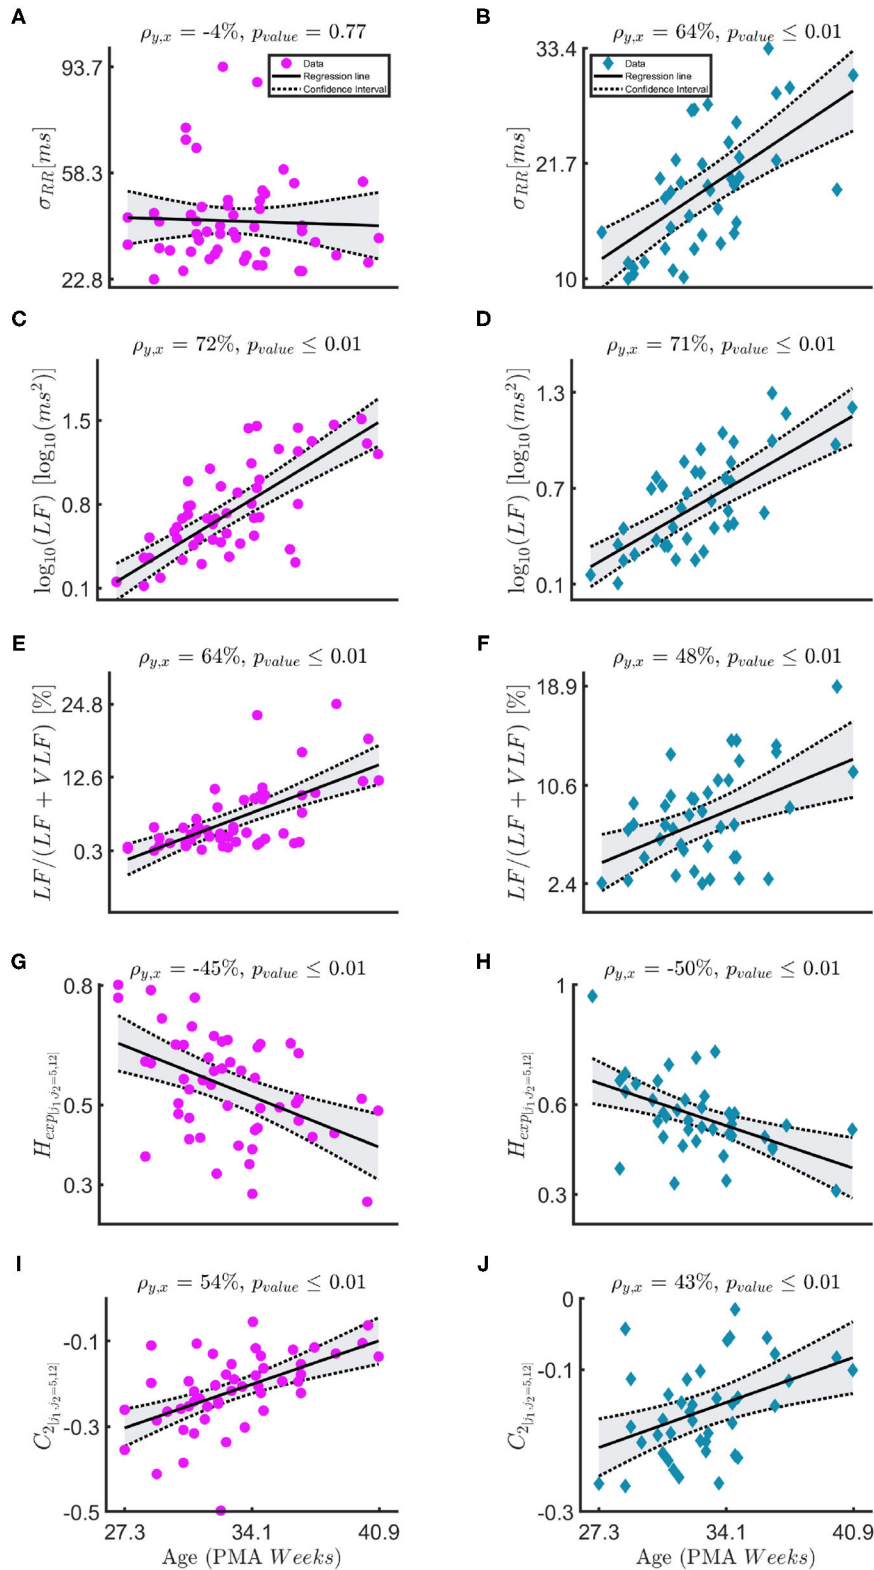 A
ρy,x = -4%, pvalue = 0.77
93.7
58.3
22.8
σRR[ms]
Data
Regression line
Confidence Interval
B
ρy,x = 64%, pvalue ≤ 0.01
33.4
21.7
10
σRR[ms]
Data
Regression line
Confidence Interval
C
ρy,x = 72%, pvalue ≤ 0.01
1.5
0.8
0.1
log10(LF) [log10(ms²)]
D
ρy,x = 71%, pvalue ≤ 0.01
1.3
0.7
0.1
log10(LF) [log10(ms²)]
E
ρy,x = 64%, pvalue ≤ 0.01
24.8
12.6
0.3
LF/(LF + VLF) [%]
F
ρy,x = 48%, pvalue ≤ 0.01
18.9
10.6
2.4
LF/(LF + VLF) [%]
G
ρy,x = -45%, pvalue ≤ 0.01
0.8
0.5
0.3
Hexp|j1,j2=5,12|
H
ρy,x = -50%, pvalue ≤ 0.01
1
0.6
0.3
Hexp|j1,j2=5,12|
I
ρy,x = 54%, pvalue ≤ 0.01
-0.1
-0.3
-0.5
C2|j1,j2=5,12|
27.3 34.1 40.9
Age (PMA Weeks)
J
ρy,x = 43%, pvalue ≤ 0.01
0
-0.1
-0.3
C2|j1,j2=5,12|
27.3 34.1 40.9
Age (PMA Weeks)